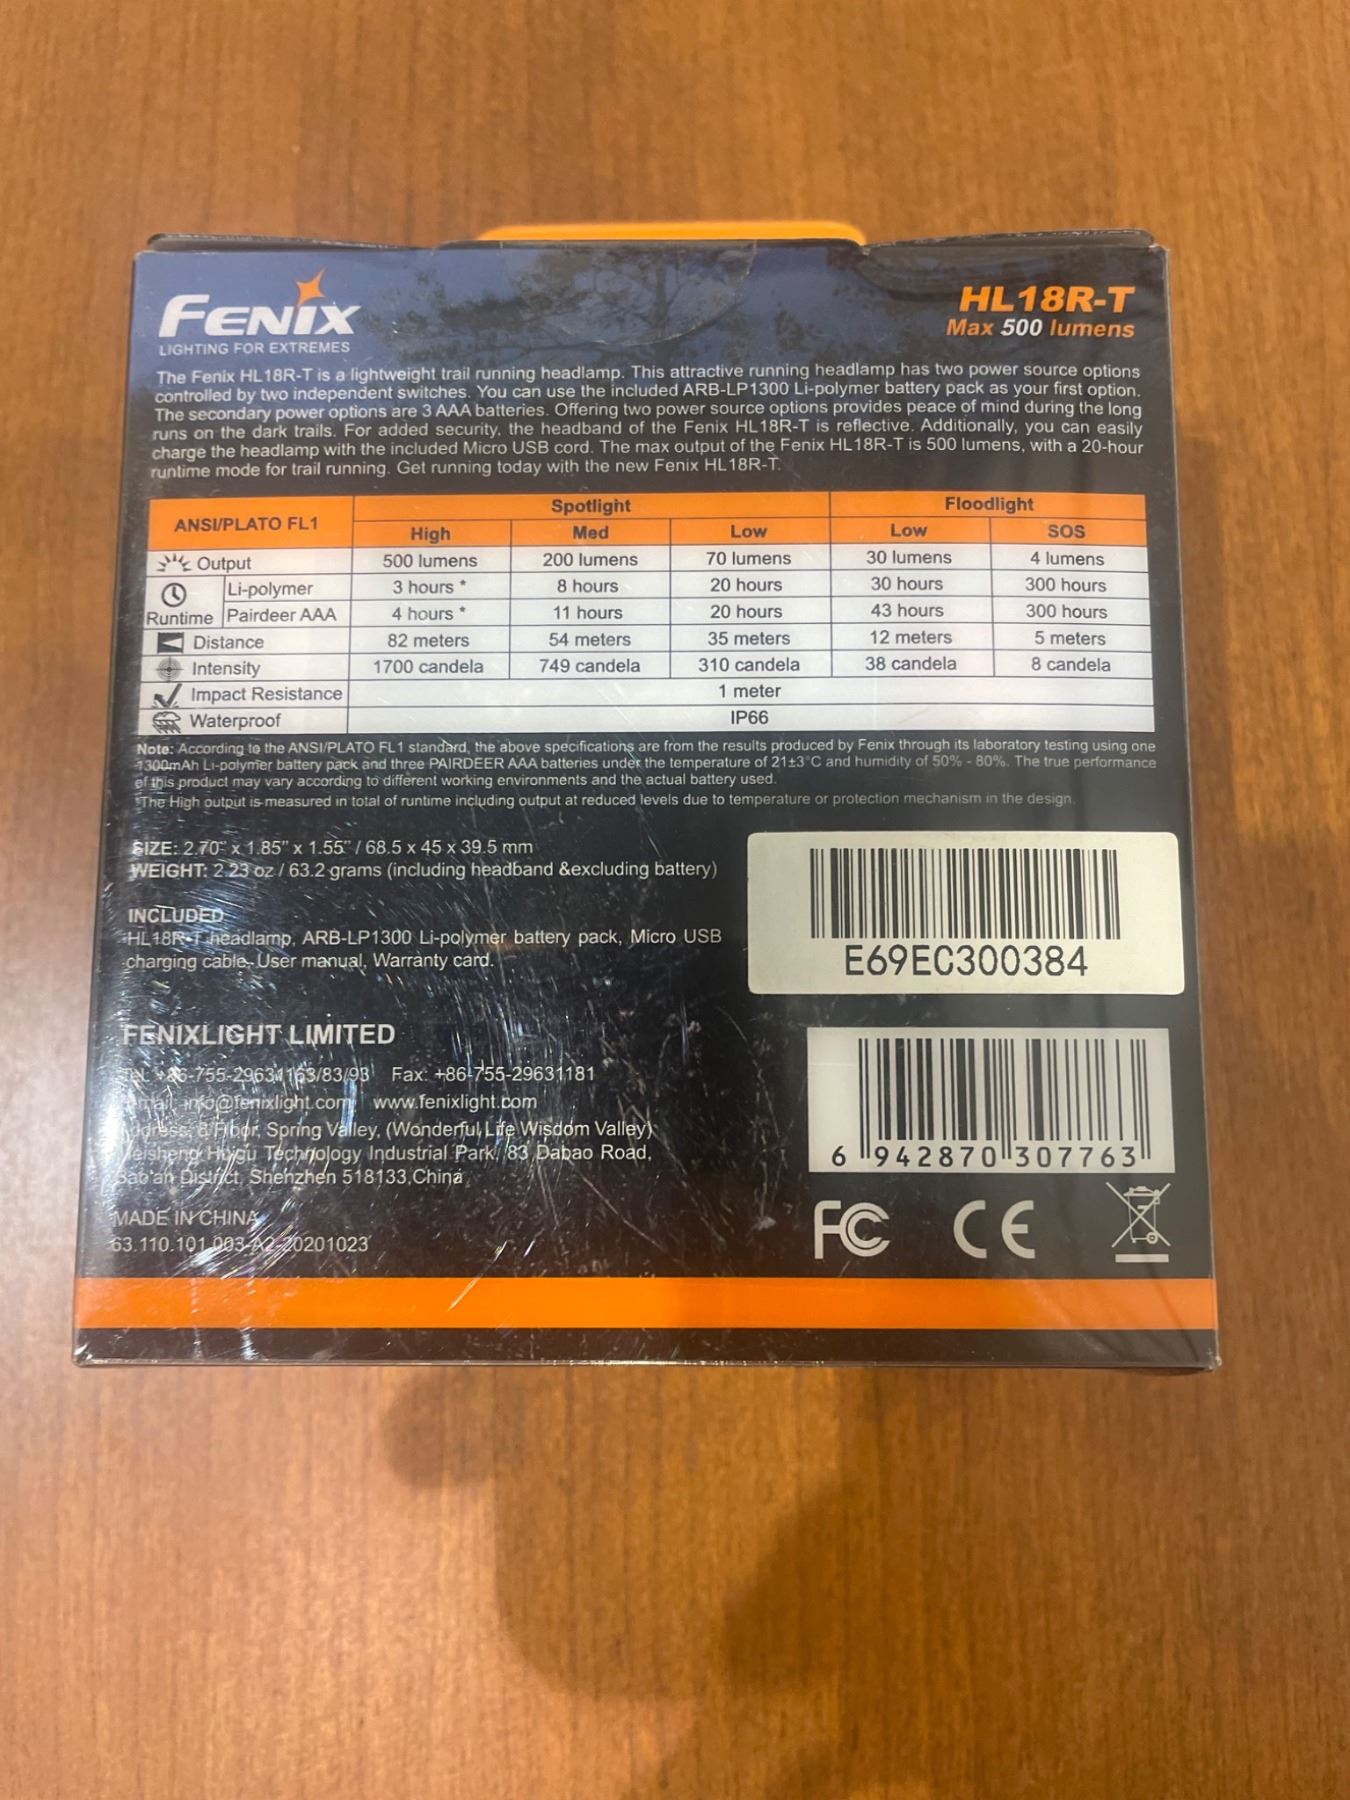 FENIX
LIGHTING FOR EXTREMES
HL18R-T
Max 500 lumens
The Fenix HL18R-T is a lightweight trail running headlamp. This attractive running headlamp has two power source options
controlled by two independent switches. You can use the included ARB-LP1300 Li-polymer battery pack as your first option.
The secondary power options are 3 AAA batteries. Offering two power source options provides peace of mind during the long
runs on the dark trails. For added security, the headband of the Fenix HL18R-T is reflective. Additionally, you can easily
charge the headlamp with the included Micro USB cord. The max output of the Fenix HL18R-T is 500 lumens, with a 20-hour
runtime mode for trail running. Get running today with the new Fenix HL18R-T.
ANSI/PLATO FL1 Spotlight Floodlight
High Med Low Low SOS
Output 500 lumens 200 lumens 70 lumens 30 lumens 4 lumens
Runtime Li-polymer 3 hours * 8 hours 20 hours 30 hours 300 hours
Pairdeer AAA 4 hours * 11 hours 20 hours 43 hours 300 hours
Distance 82 meters 54 meters 35 meters 12 meters 5 meters
Intensity 1700 candela 749 candela 310 candela 38 candela 8 candela
Impact Resistance 1 meter
Waterproof IP66
Note: According to the ANSI/PLATO FL1 standard, the above specifications are from the results produced by Fenix through its laboratory testing using one
1300mAh Li-polymer battery pack and three PAIRDEER AAA batteries under the temperature of 21±3°C and humidity of 50% - 80%. The true performance
of this product may vary according to different working environments and the actual battery used.
*The High output is measured in total of runtime including output at reduced levels due to temperature or protection mechanism in the design.
SIZE: 2.70" x 1.85" x 1.55" / 68.5 x 45 x 39.5 mm
WEIGHT: 2.23 oz / 63.2 grams (including headband &excluding battery)
INCLUDED
HL18R-T headlamp, ARB-LP1300 Li-polymer battery pack, Micro USB
charging cable, User manual, Warranty card.
E69EC300384
FENIXLIGHT LIMITED
Tel: +86-755-29631163/83/93 Fax: +86-755-29631181
email: info@fenixlight.com www.fenixlight.com
Address: 8/Floor, Spring Valley, (Wonderful Life Wisdom Valley)
Technology Industrial Park, 83 Dabao Road,
Bao'an District, Shenzhen 518133,China
MADE IN CHINA
63.110.101.003-A2-20201023
6 942870 307763
FC CE